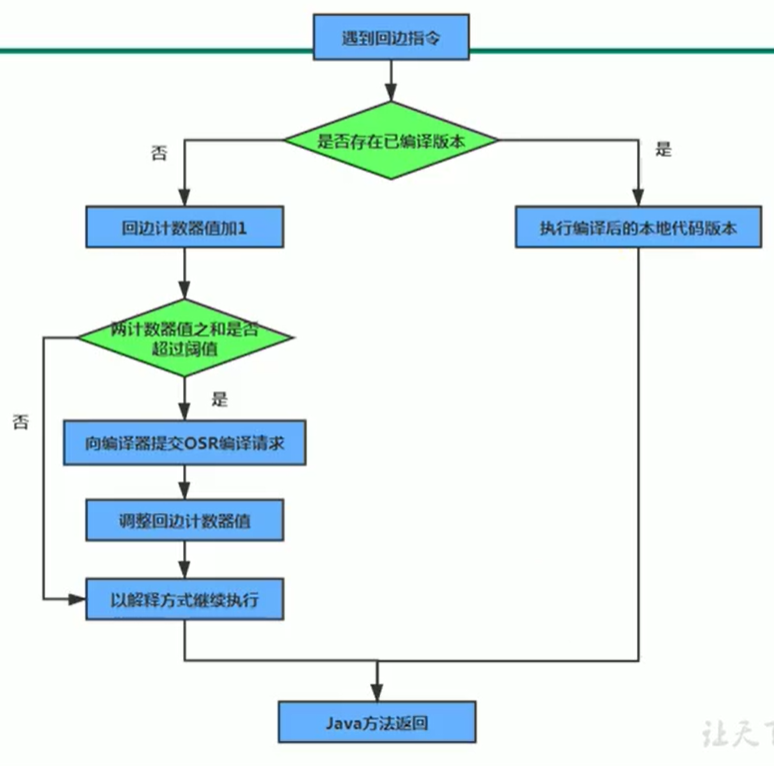 遇到回边指令
是否存在已编译版本
否
是
回边计数器值加1
执行编译后的本地代码版本
两计数器值之和是否
超过阈值
是
否
向编译器提交OSR编译请求
调整回边计数器值
以解释方式继续执行
Java方法返回
让天下